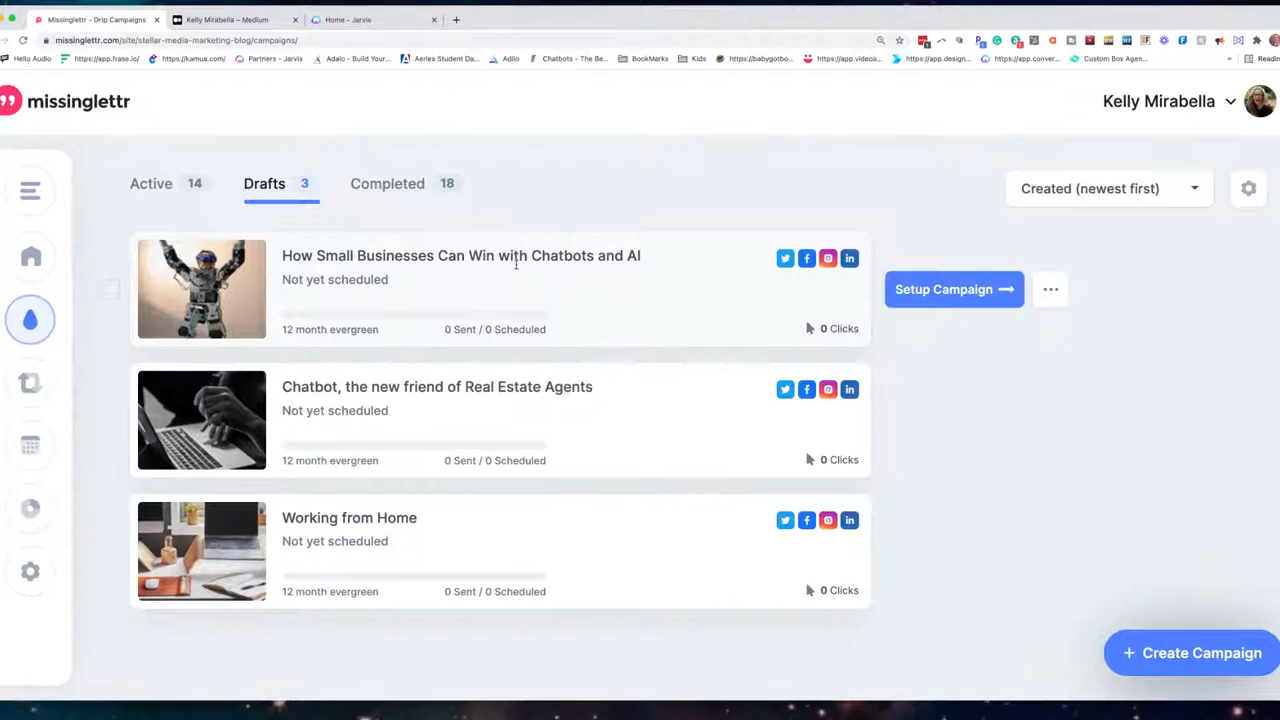 Missinglettr - Drip Campaigns
Kelly Mirabella – Medium
Home - Jarvis
missinglettr.com/site/stellar-media-marketing-blog/campaigns/
Hello Audio
https://app.frase.io/
https://kamua.com/
Partners - Jarvis
Adalo - Build Your...
Aeries Student Da...
Adilo
Chatbots - The Be...
BookMarks
Kids
https://babygotbo...
https://app.videoa...
https://app.design...
https://app.conver...
Custom Box Agen...
»
Readin
missinglettr
Kelly Mirabella
Active 14
Drafts 3
Completed 18
Created (newest first)
How Small Businesses Can Win with Chatbots and AI
Not yet scheduled
12 month evergreen
0 Sent / 0 Scheduled
0 Clicks
Setup Campaign
Chatbot, the new friend of Real Estate Agents
Not yet scheduled
12 month evergreen
0 Sent / 0 Scheduled
0 Clicks
Working from Home
Not yet scheduled
12 month evergreen
0 Sent / 0 Scheduled
0 Clicks
+ Create Campaign